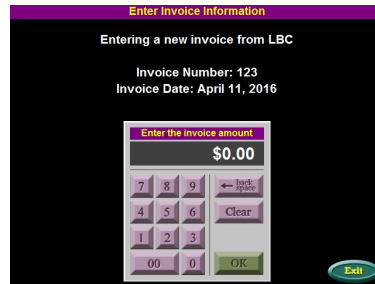 Enter Invoice Information
Entering a new invoice from LBC
Invoice Number: 123
Invoice Date: April 11, 2016
Enter the invoice amount
$0.00
7 8 9 ← back space
4 5 6 Clear
1 2 3
00 0 OK
Exit